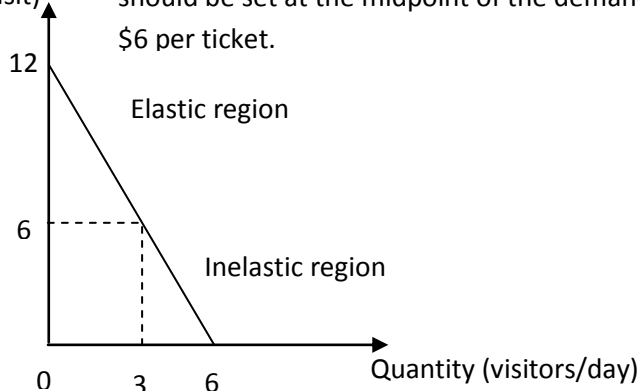 should be set at the midpoint of the deman
$6 per ticket.
12
Elastic region
6
Inelastic region
Quantity (visitors/day)
0 3 6